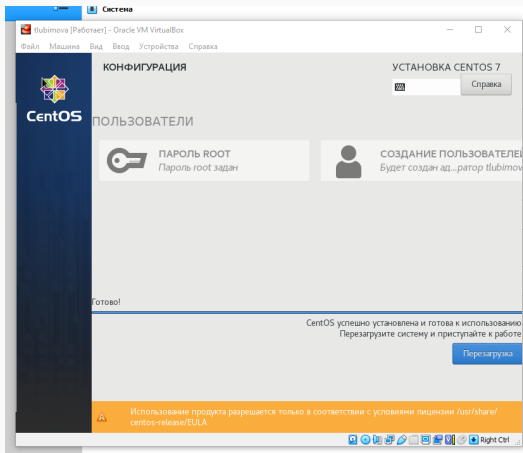 Система
tlubimova [Работает] - Oracle VM VirtualBox
Файл Машина Вид Ввод Устройства Справка
КОНФИГУРАЦИЯ
УСТАНОВКА CENTOS 7
Справка
CentOS
ПОЛЬЗОВАТЕЛИ
ПАРОЛЬ ROOT
Пароль root задан
СОЗДАНИЕ ПОЛЬЗОВАТЕЛЕЙ
Будет создан ад...ратор tlubimov
Готово!
CentOS успешно установлена и готова к использованию
Перезагрузите систему и приступайте к работе
Перезагрузка
Использование продукта разрешается только в соответствии с условиями лицензии /usr/share/
centos-release/EULA
Right Ctrl